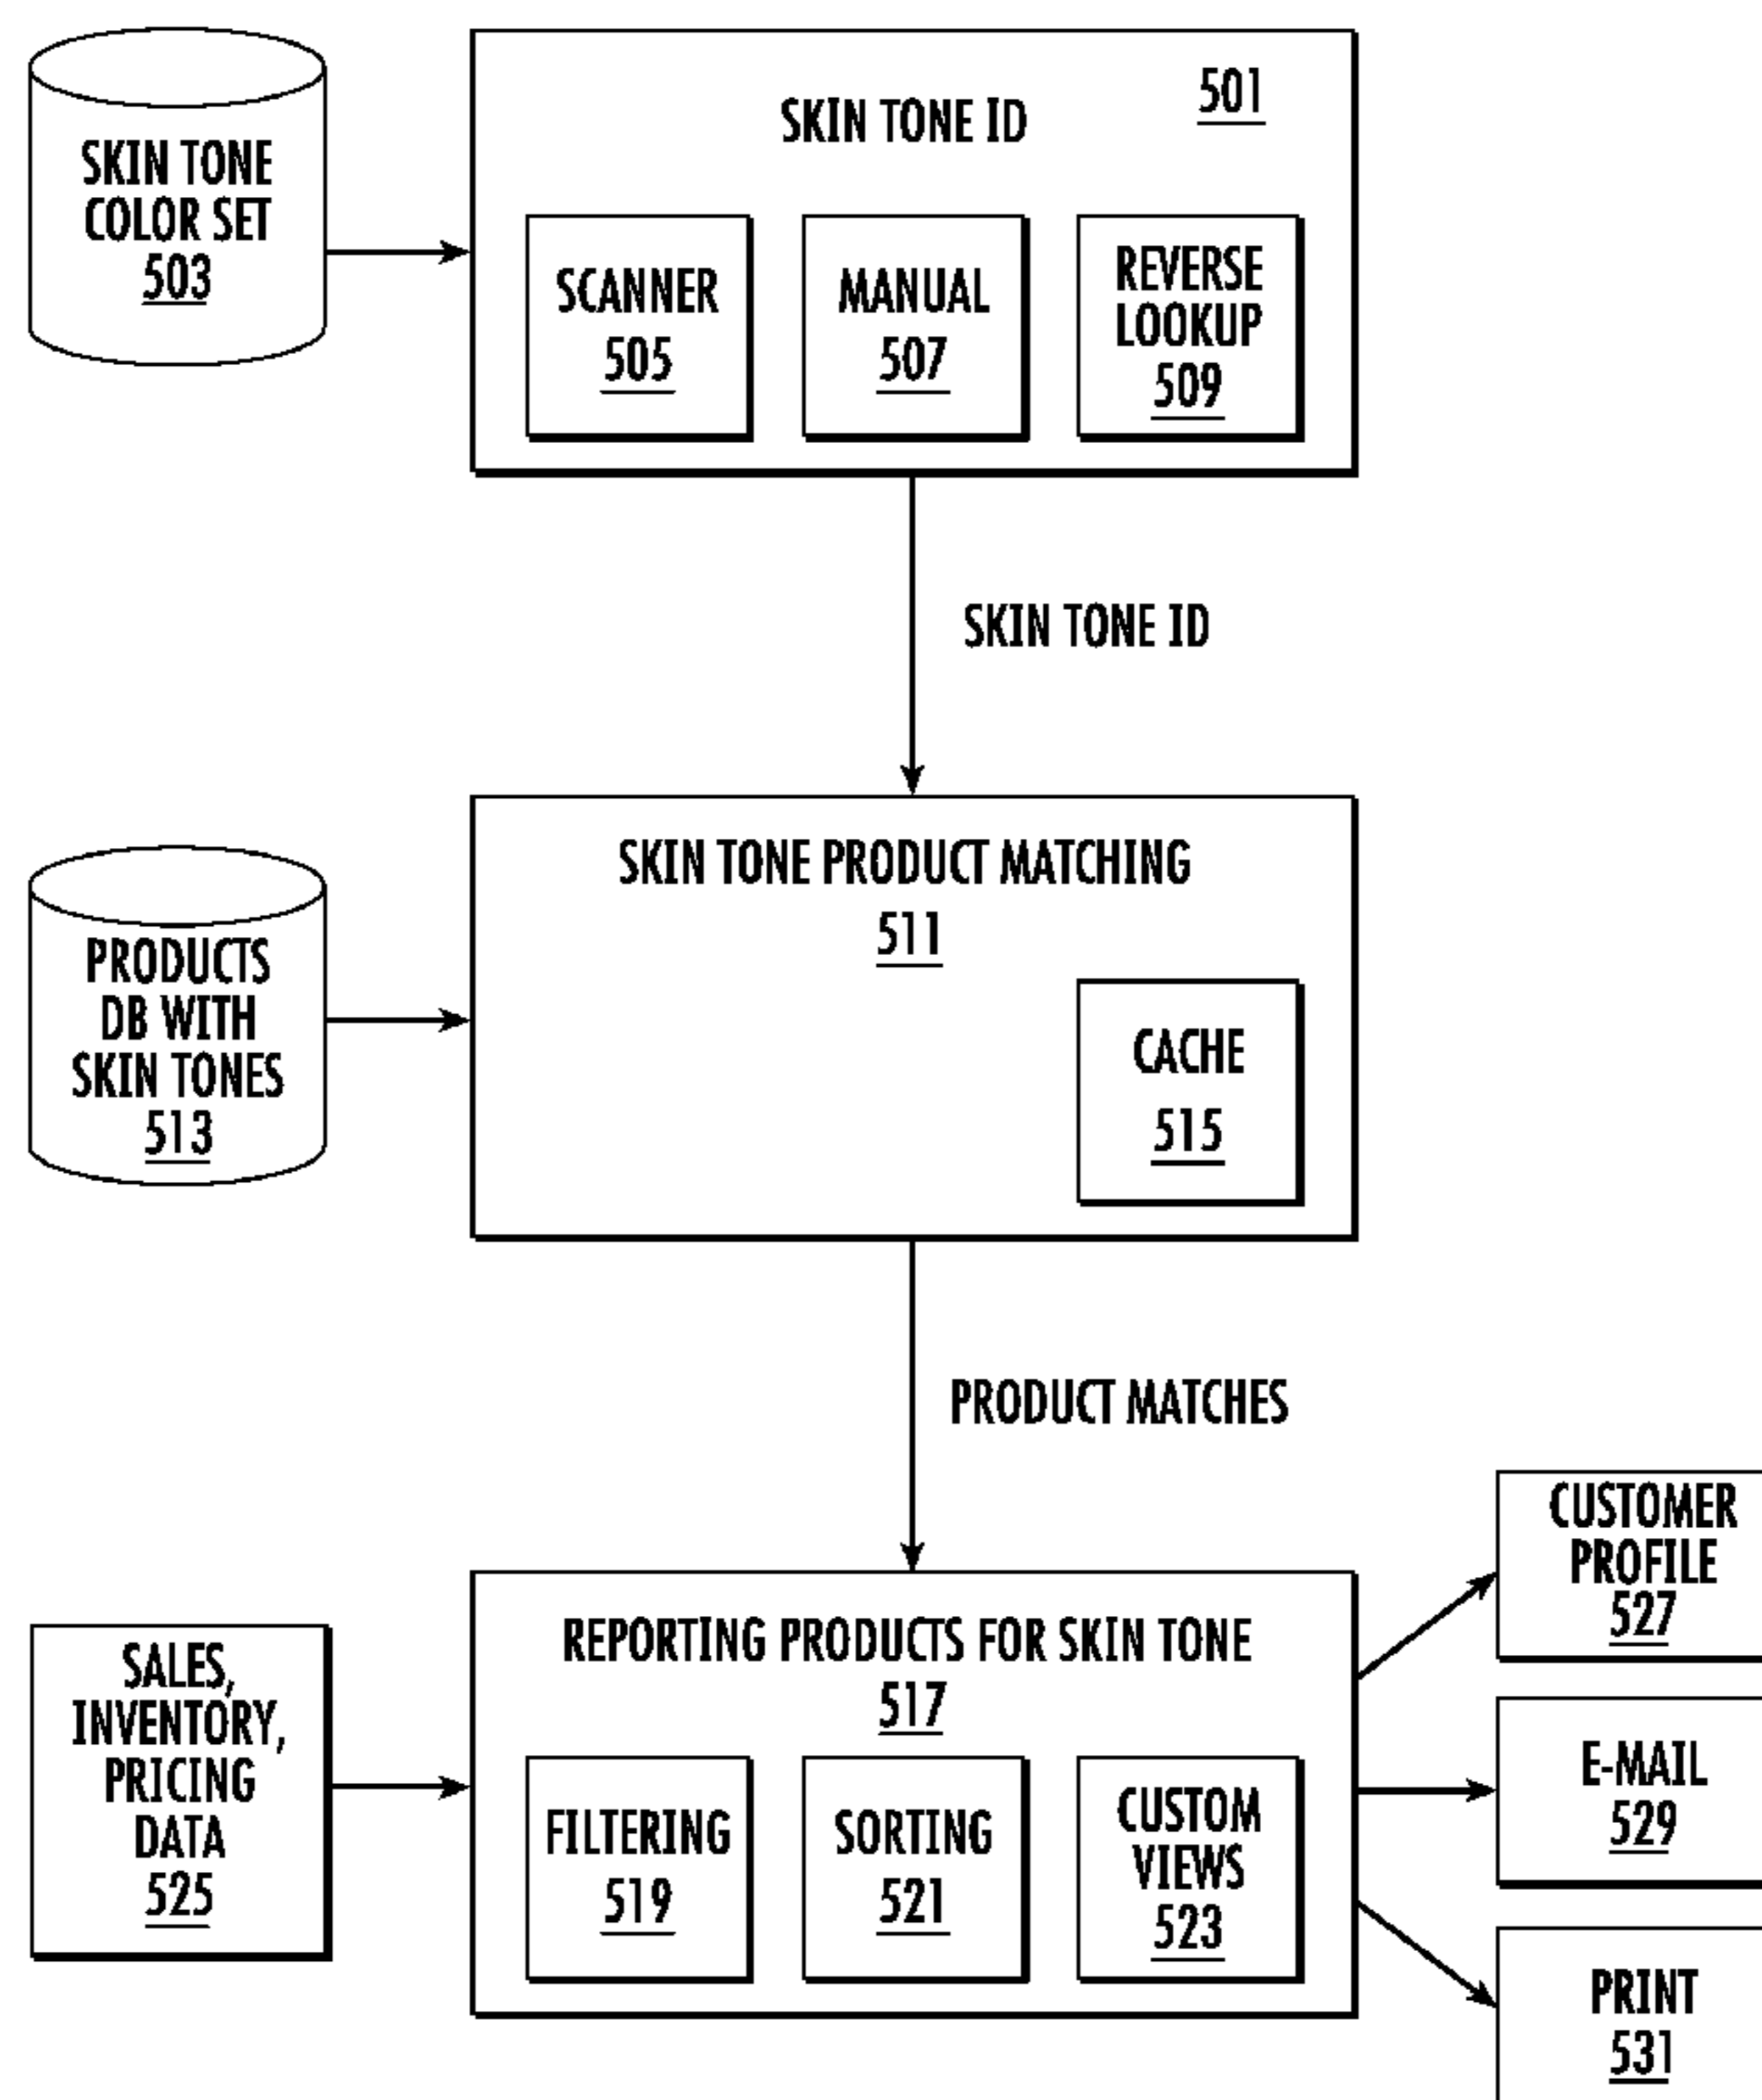 SKIN TONE
COLOR SET
503
SKIN TONE ID
501
SCANNER
505
MANUAL
507
REVERSE
LOOKUP
509
SKIN TONE ID
SKIN TONE PRODUCT MATCHING
511
PRODUCTS
DB WITH
SKIN TONES
513
CACHE
515
PRODUCT MATCHES
REPORTING PRODUCTS FOR SKIN TONE
517
SALES,
INVENTORY,
PRICING
DATA
525
FILTERING
519
SORTING
521
CUSTOM
VIEWS
523
CUSTOMER
PROFILE
527
E-MAIL
529
PRINT
531